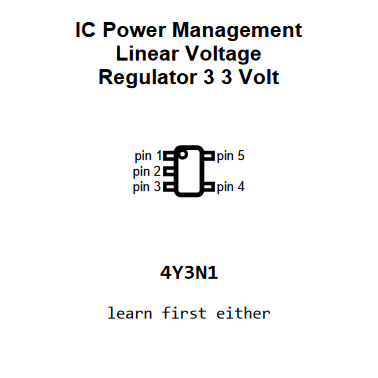 IC Power Management
Linear Voltage
Regulator 3 3 Volt
pin 1
pin 5
pin 2
pin 3
pin 4
4Y3N1
learn first either